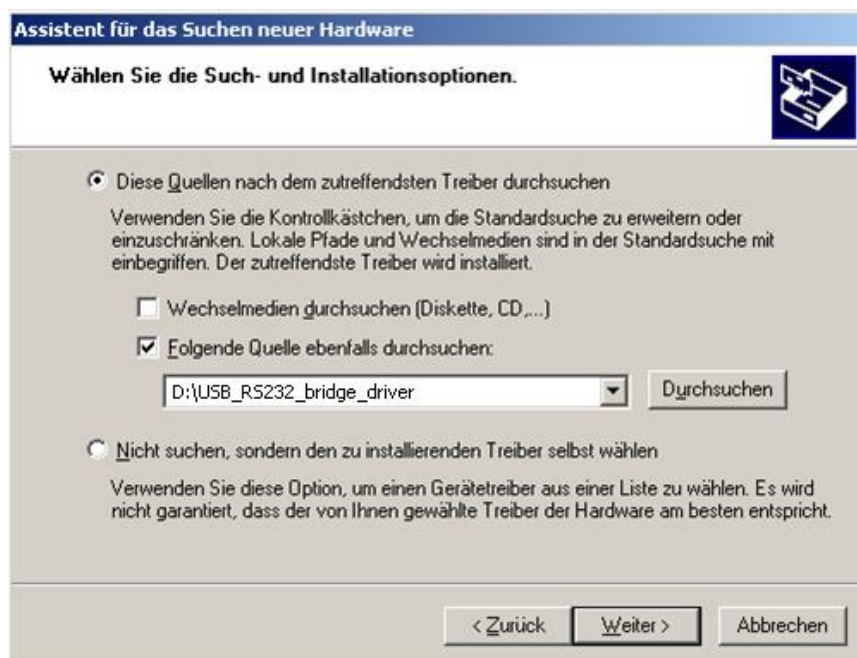 Assistent für das Suchen neuer Hardware
Wählen Sie die Such- und Installationsoptionen.
Diese Quellen nach dem zutreffendsten Treiber durchsuchen
Verwenden Sie die Kontrollkästchen, um die Standardsuche zu erweitern oder
einzuschränken. Lokale Pfade und Wechselmedien sind in der Standardsuche mit
einbegriffen. Der zutreffendste Treiber wird installiert.
Wechselmedien durchsuchen (Diskette, CD,...)
Folgende Quelle ebenfalls durchsuchen:
D:\USB_RS232_bridge_driver
Durchsuchen
Nicht suchen, sondern den zu installierenden Treiber selbst wählen
Verwenden Sie diese Option, um einen Gerätetreiber aus einer Liste zu wählen. Es wird
nicht garantiert, dass der von Ihnen gewählte Treiber der Hardware am besten entspricht.
< Zurück
Weiter >
Abbrechen